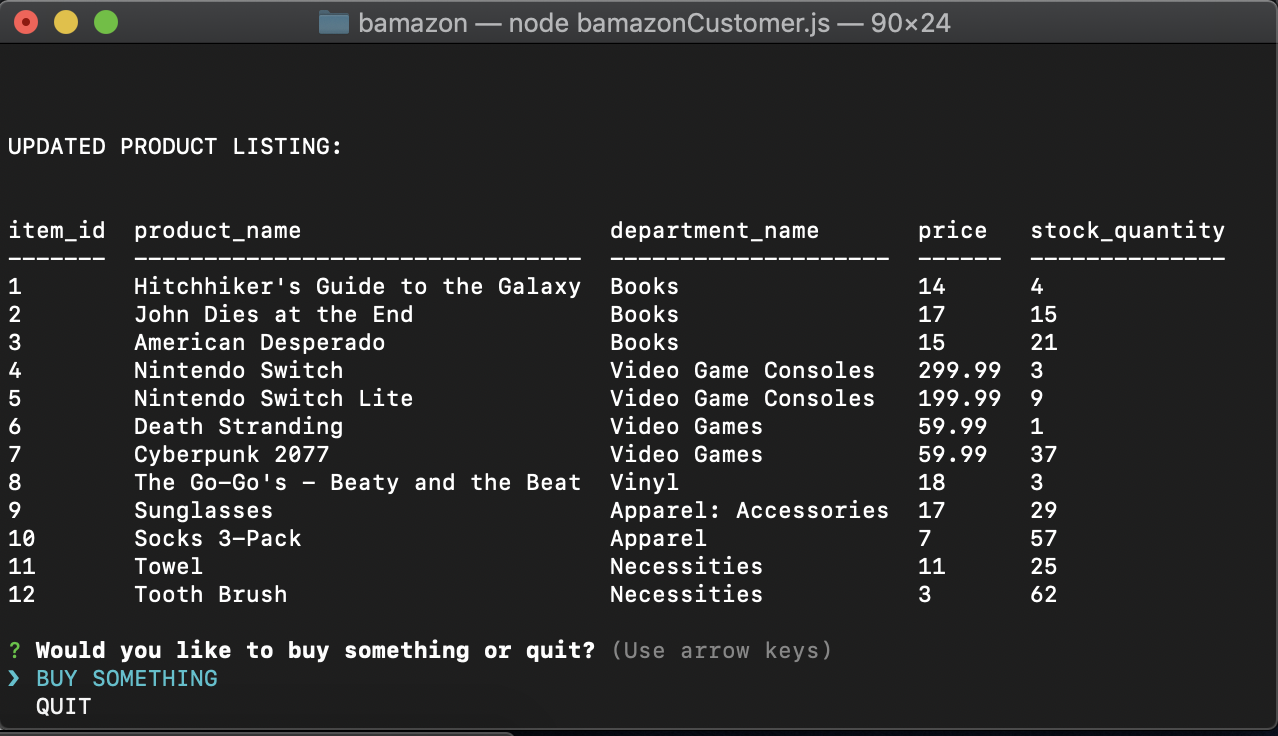 bamazon — node bamazonCustomer.js — 90×24
UPDATED PRODUCT LISTING:
item_id  product_name                      department_name       price   stock_quantity
-------  --------------------------------  --------------------  ------  --------------
1        Hitchhiker's Guide to the Galaxy  Books                 14      4
2        John Dies at the End              Books                 17      15
3        American Desperado                Books                 15      21
4        Nintendo Switch                   Video Game Consoles   299.99  3
5        Nintendo Switch Lite              Video Game Consoles   199.99  9
6        Death Stranding                   Video Games           59.99   1
7        Cyberpunk 2077                    Video Games           59.99   37
8        The Go-Go's - Beaty and the Beat  Vinyl                 18      3
9        Sunglasses                        Apparel: Accessories  17      29
10       Socks 3-Pack                      Apparel               7       57
11       Towel                             Necessities           11      25
12       Tooth Brush                       Necessities           3       62
? Would you like to buy something or quit? (Use arrow keys)
❯ BUY SOMETHING
  QUIT